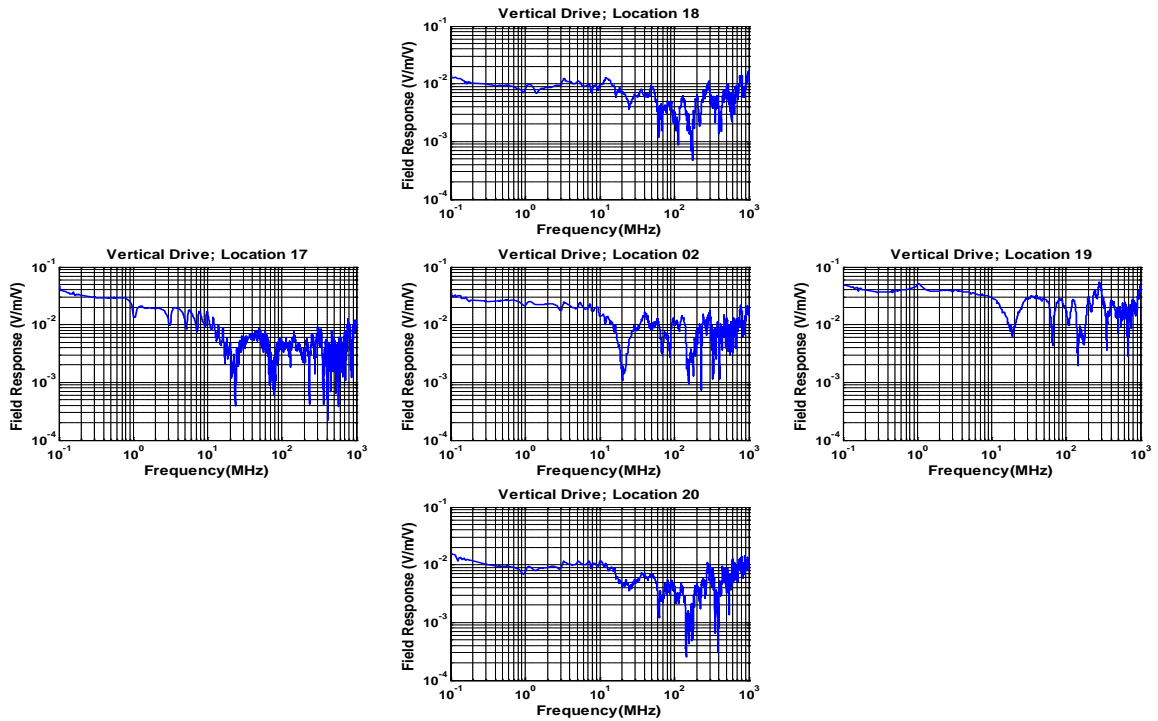 Vertical Drive; Location 18
Field Response (V/m/V)
10^-1
10^-2
10^-3
10^-4
10^-1 10^0 10^1 10^2 10^3
Frequency(MHz)
Vertical Drive; Location 17
Field Response (V/m/V)
10^-1
10^-2
10^-3
10^-4
10^-1 10^0 10^1 10^2 10^3
Frequency(MHz)
Vertical Drive; Location 02
Field Response (V/m/V)
10^-1
10^-2
10^-3
10^-4
10^-1 10^0 10^1 10^2 10^3
Frequency(MHz)
Vertical Drive; Location 19
Field Response (V/m/V)
10^-1
10^-2
10^-3
10^-4
10^-1 10^0 10^1 10^2 10^3
Frequency(MHz)
Vertical Drive; Location 20
Field Response (V/m/V)
10^-1
10^-2
10^-3
10^-4
10^-1 10^0 10^1 10^2 10^3
Frequency(MHz)